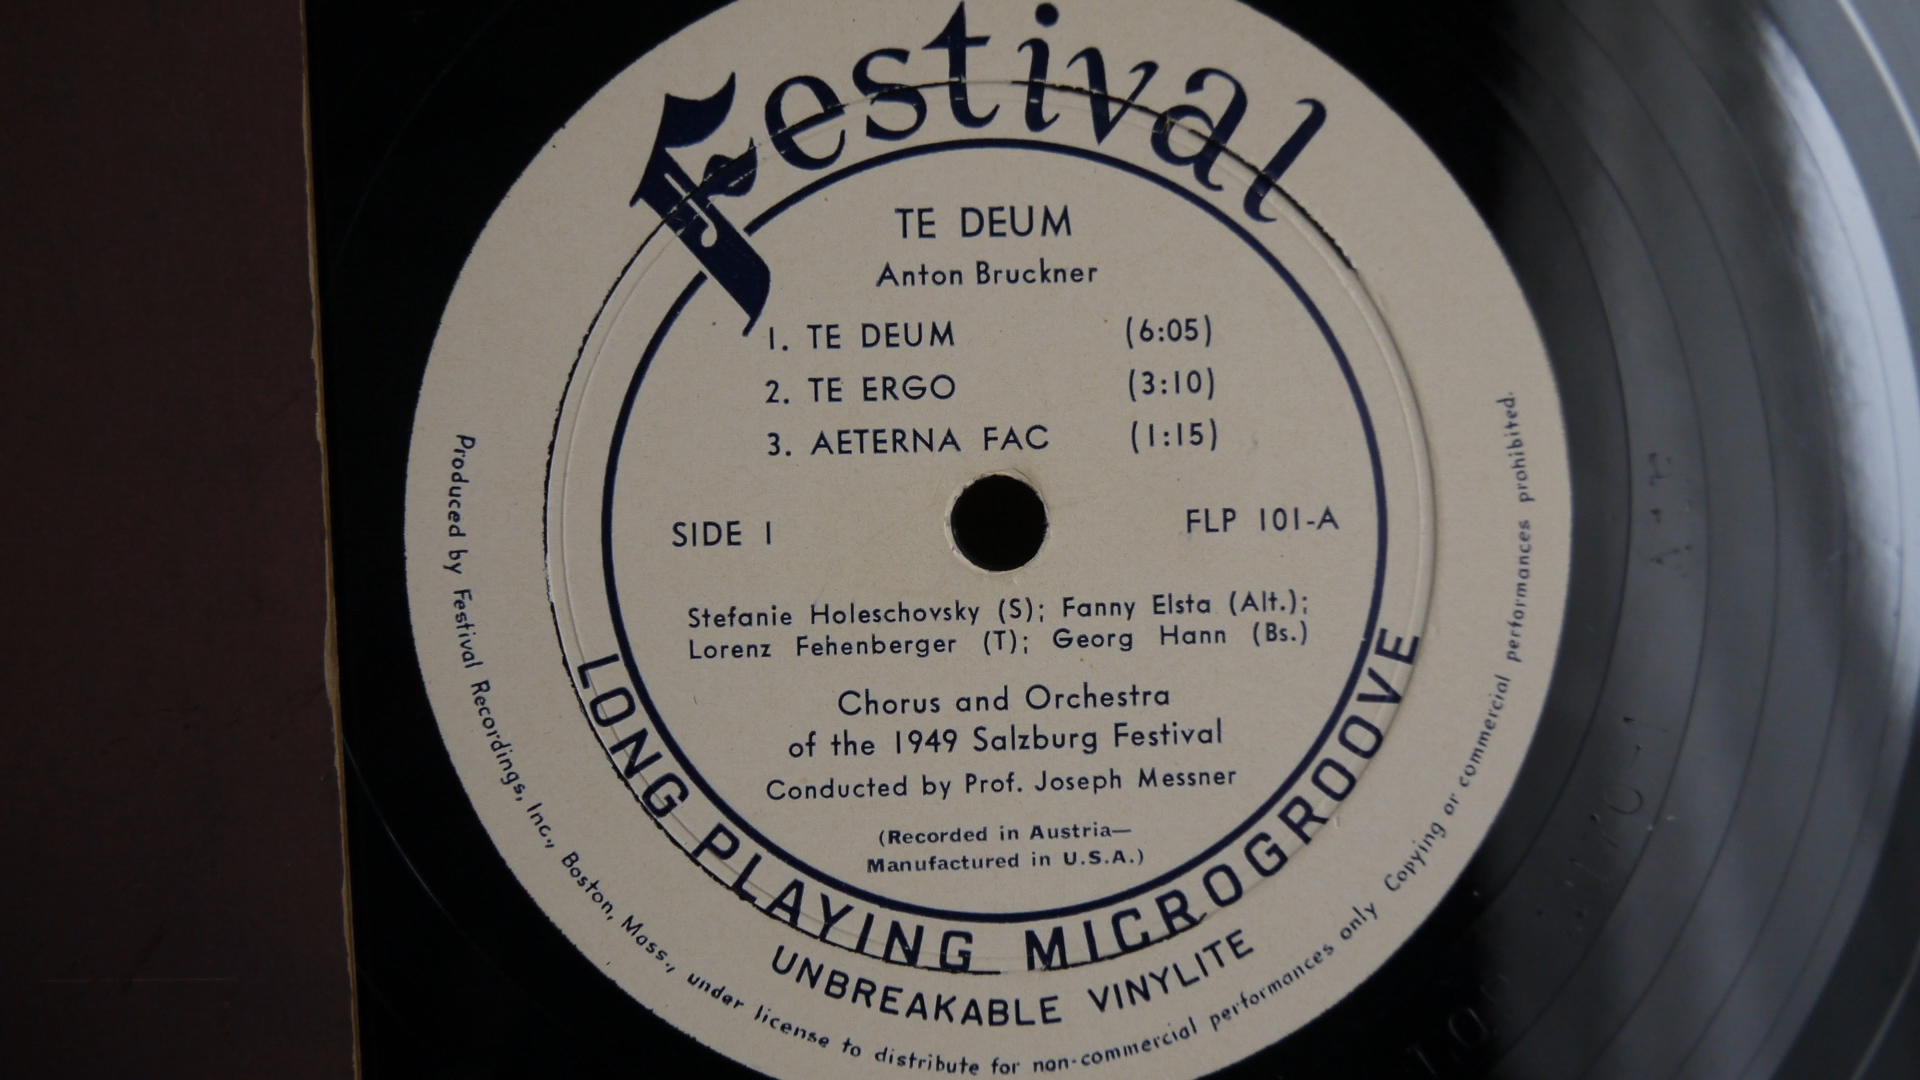 Festival
TE DEUM
Anton Bruckner
1. TE DEUM (6:05)
2. TE ERGO (3:10)
3. AETERNA FAC (1:15)
SIDE 1 FLP 101-A
Stefanie Holeschovsky (S); Fanny Elsta (Alt.);
Lorenz Fehenberger (T); Georg Hann (Bs.)
Chorus and Orchestra
of the 1949 Salzburg Festival
Conducted by Prof. Joseph Messner
(Recorded in Austria—
Manufactured in U.S.A.)
LONG PLAYING MICROGROOVE
UNBREAKABLE VINYLITE
Produced by Festival Recordings, Inc., Boston, Mass., under license to distribute for non-commercial performances only Copying or commercial performances prohibited.